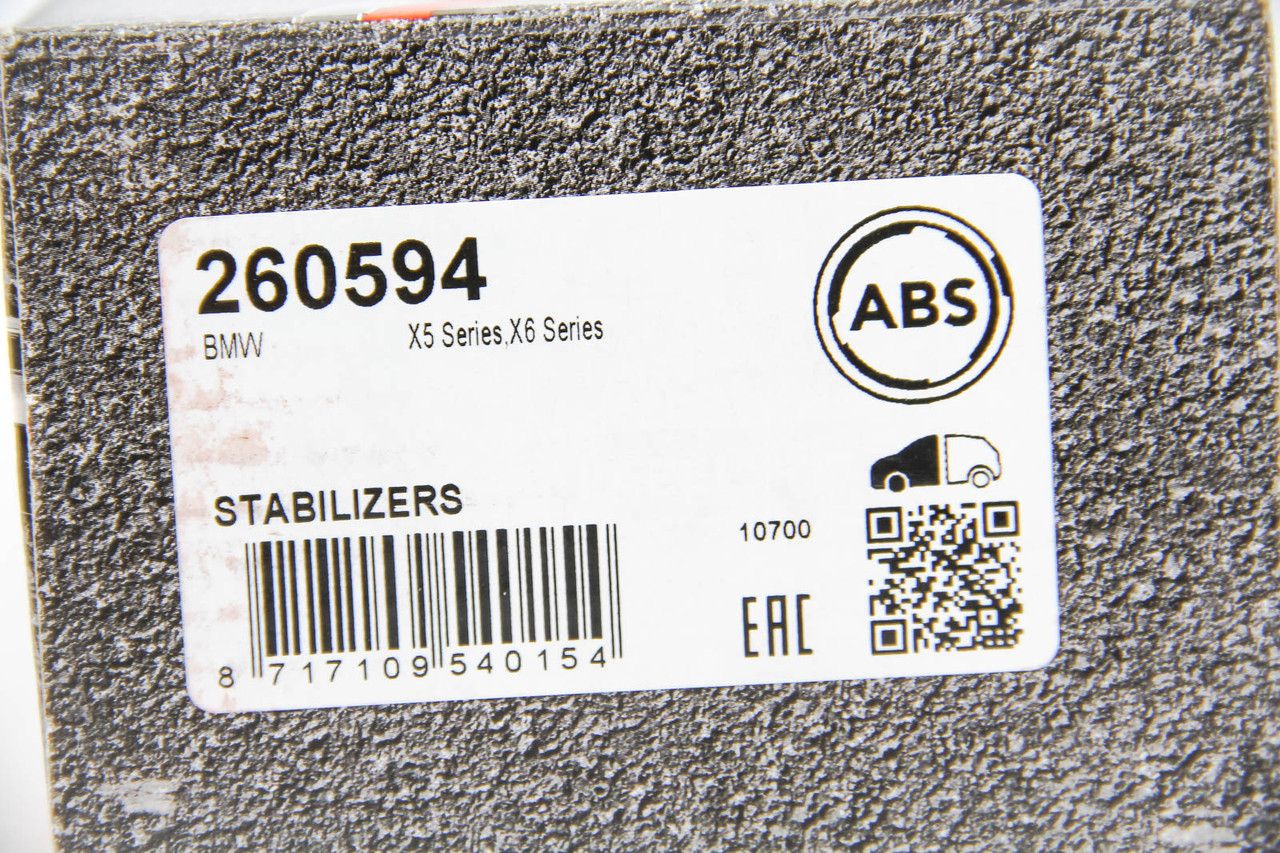 260594
BMW X5 Series,X6 Series
ABS
STABILIZERS
10700
EAC
8 717109 540154